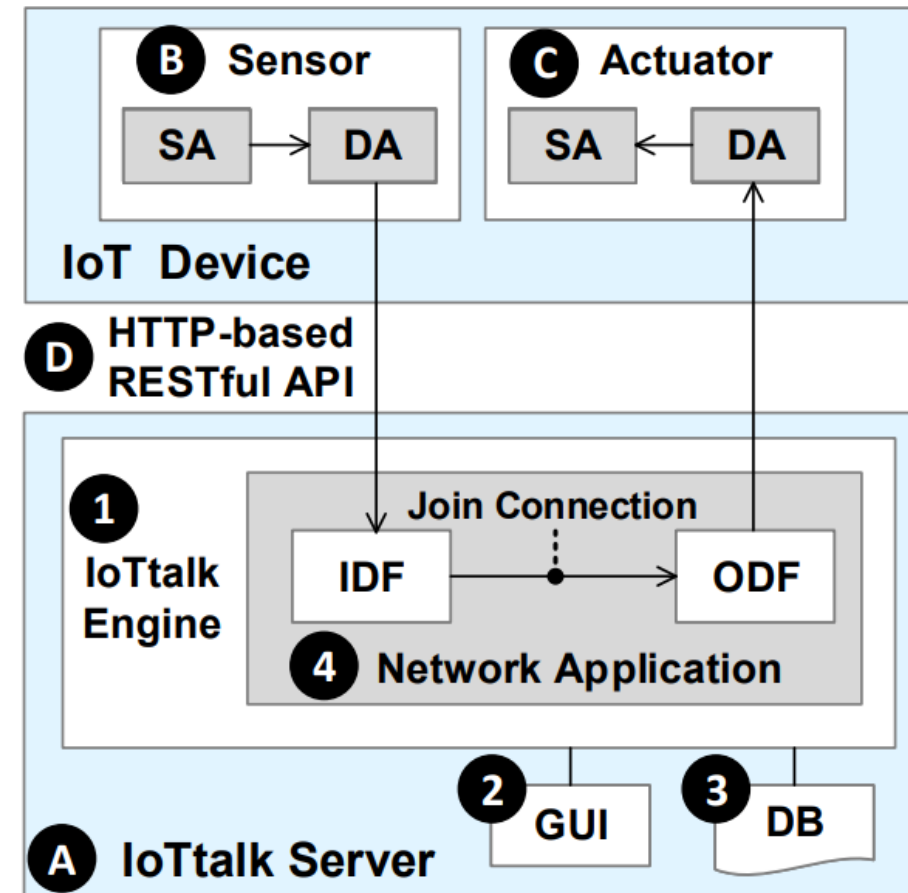 B Sensor
SA DA
C Actuator
SA DA
IoT Device
D HTTP-based
RESTful API
1
IoTtalk
Engine
Join Connection
IDF ODF
4 Network Application
2 GUI
3 DB
A IoTtalk Server